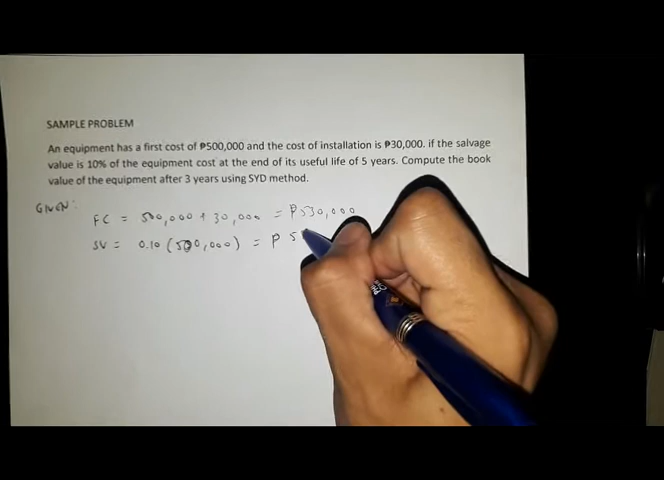 SAMPLE PROBLEM
An equipment has a first cost of ₱500,000 and the cost of installation is ₱30,000. if the salvage
value is 10% of the equipment cost at the end of its useful life of 5 years. Compute the book
value of the equipment after 3 years using SYD method.
GIVEN:
FC = 500,000 + 30,000 = ₱530,000
SV = 0.10 (500,000) = ₱ 5